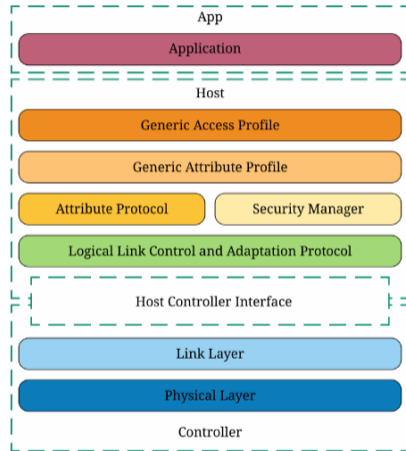 App
Application
Host
Generic Access Profile
Generic Attribute Profile
Attribute Protocol
Security Manager
Logical Link Control and Adaptation Protocol
Host Controller Interface
Link Layer
Physical Layer
Controller